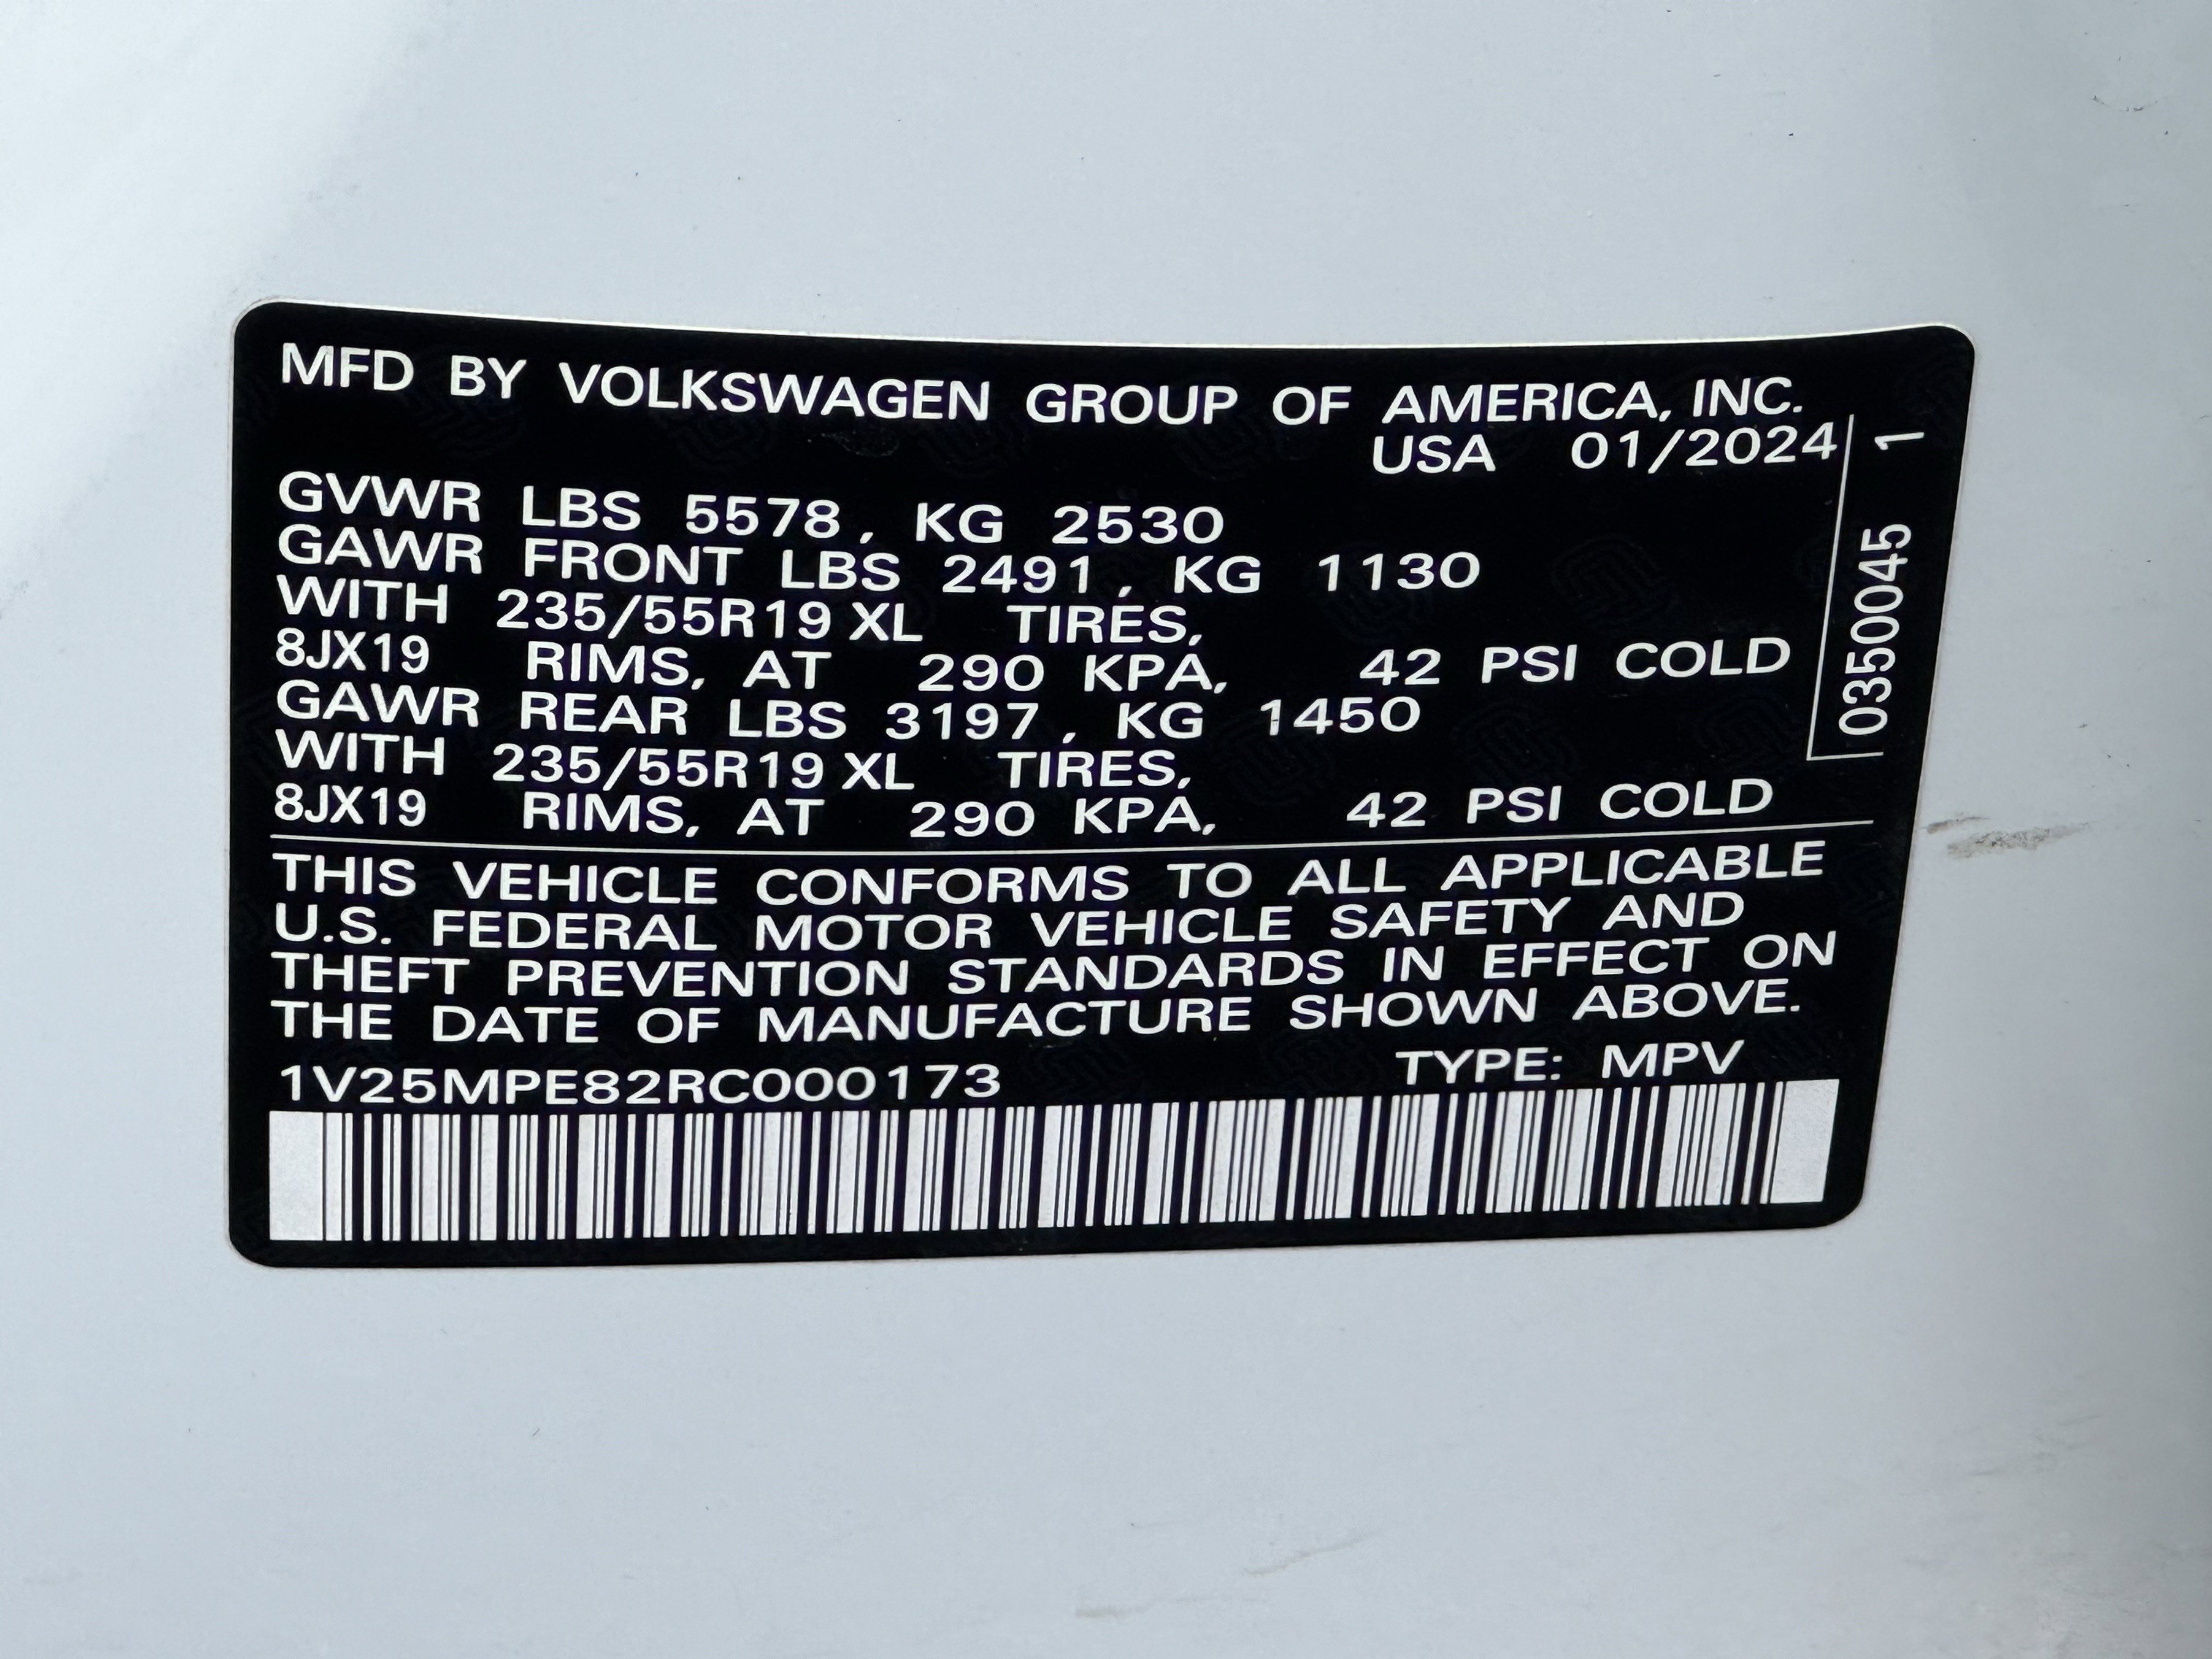 MFD BY VOLKSWAGEN GROUP OF AMERICA, INC.
USA 01/2024
GVWR LBS 5578, KG 2530
GAWR FRONT LBS 2491, KG 1130
WITH 235/55R19 XL TIRES,
8JX19 RIMS, AT 290 KPA, 42 PSI COLD
GAWR REAR LBS 3197, KG 1450
WITH 235/55R19 XL TIRES,
8JX19 RIMS, AT 290 KPA, 42 PSI COLD
0350045 1
THIS VEHICLE CONFORMS TO ALL APPLICABLE
U.S. FEDERAL MOTOR VEHICLE SAFETY AND
THEFT PREVENTION STANDARDS IN EFFECT ON
THE DATE OF MANUFACTURE SHOWN ABOVE.
1V25MPE82RC000173 TYPE: MPV